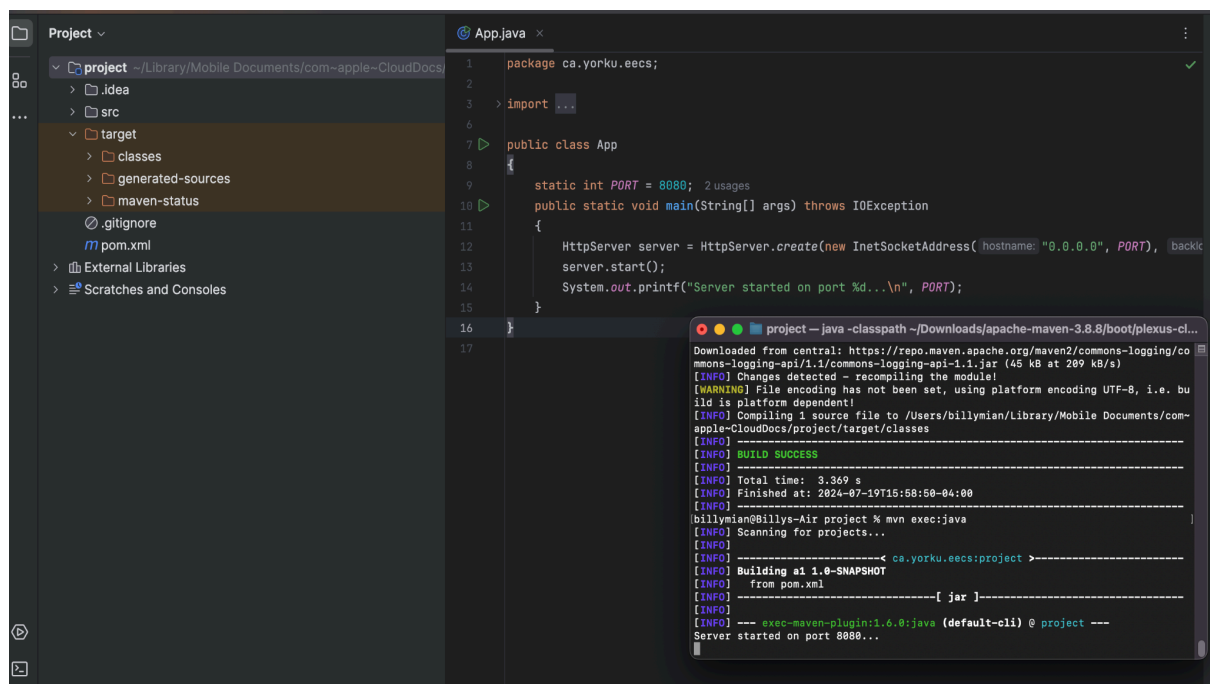 Project
project ~/Library/Mobile Documents/com~apple~CloudDocs/
.idea
src
target
classes
generated-sources
maven-status
.gitignore
pom.xml
External Libraries
Scratches and Consoles
App.java
1 package ca.yorku.eecs;
2
3 import ...
6
7 public class App
8 {
9 static int PORT = 8080; 2 usages
10 public static void main(String[] args) throws IOException
11 {
12 HttpServer server = HttpServer.create(new InetSocketAddress( hostname: "0.0.0.0", PORT),
13 server.start();
14 System.out.printf("Server started on port %d...\n", PORT);
15 }
16 }
17
project — java -classpath ~/Downloads/apache-maven-3.8.8/boot/plexus-cl...
Downloaded from central: https://repo.maven.apache.org/maven2/commons-logging/co
mmons-logging-api/1.1/commons-logging-api-1.1.jar (45 kB at 209 kB/s)
[INFO] Changes detected - recompiling the module!
[WARNING] File encoding has not been set, using platform encoding UTF-8, i.e. bu
ild is platform dependent!
[INFO] Compiling 1 source file to /Users/billymian/Library/Mobile Documents/com~
apple~CloudDocs/project/target/classes
[INFO] ------------------------------------------------------------------------
[INFO] BUILD SUCCESS
[INFO] ------------------------------------------------------------------------
[INFO] Total time:  3.369 s
[INFO] Finished at: 2024-07-19T15:58:50-04:00
[INFO] ------------------------------------------------------------------------
[billymian@Billys-Air project % mvn exec:java ]
[INFO] Scanning for projects...
[INFO]
[INFO] -----------------------< ca.yorku.eecs:project >------------------------
[INFO] Building a1 1.0-SNAPSHOT
[INFO]   from pom.xml
[INFO] --------------------------------[ jar ]---------------------------------
[INFO]
[INFO] --- exec-maven-plugin:1.6.0:java (default-cli) @ project ---
Server started on port 8080...